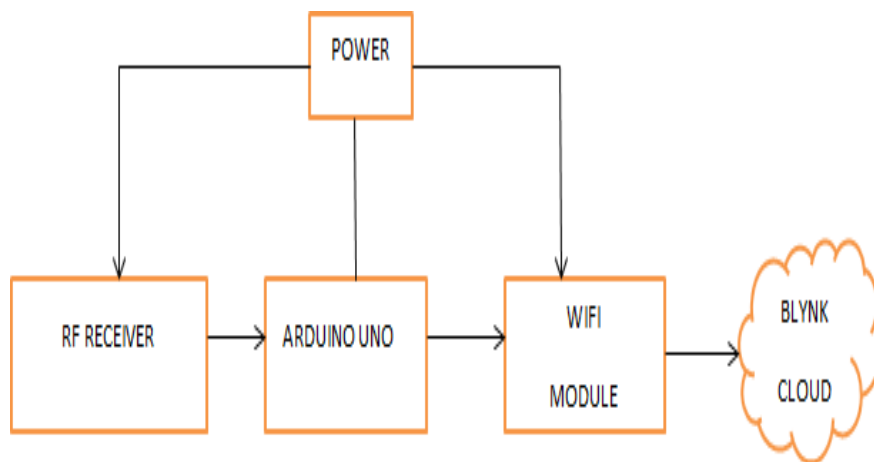 POWER
RF RECEIVER
ARDUINO UNO
WIFI
MODULE
BLYNK
CLOUD